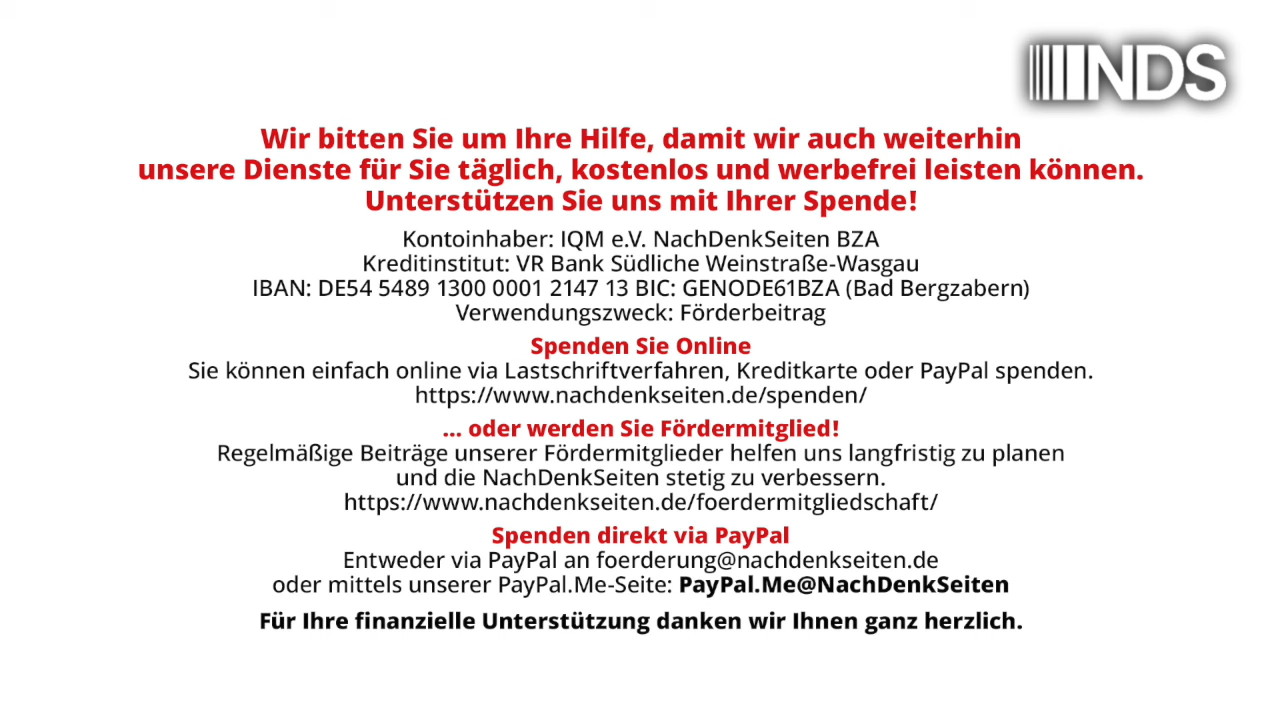 NDS
Wir bitten Sie um Ihre Hilfe, damit wir auch weiterhin
unsere Dienste für Sie täglich, kostenlos und werbefrei leisten können.
Unterstützen Sie uns mit Ihrer Spende!
Kontoinhaber: IQM e.V. NachDenkSeiten BZA
Kreditinstitut: VR Bank Südliche Weinstraße-Wasgau
IBAN: DE54 5489 1300 0001 2147 13 BIC: GENODE61BZA (Bad Bergzabern)
Verwendungszweck: Förderbeitrag
Spenden Sie Online
Sie können einfach online via Lastschriftverfahren, Kreditkarte oder PayPal spenden.
https://www.nachdenkseiten.de/spenden/
... oder werden Sie Fördermitglied!
Regelmäßige Beiträge unserer Fördermitglieder helfen uns langfristig zu planen
und die NachDenkSeiten stetig zu verbessern.
https://www.nachdenkseiten.de/foerdermitgliedschaft/
Spenden direkt via PayPal
Entweder via PayPal an foerderung@nachdenkseiten.de
oder mittels unserer PayPal.Me-Seite: PayPal.Me@NachDenkSeiten
Für Ihre finanzielle Unterstützung danken wir Ihnen ganz herzlich.